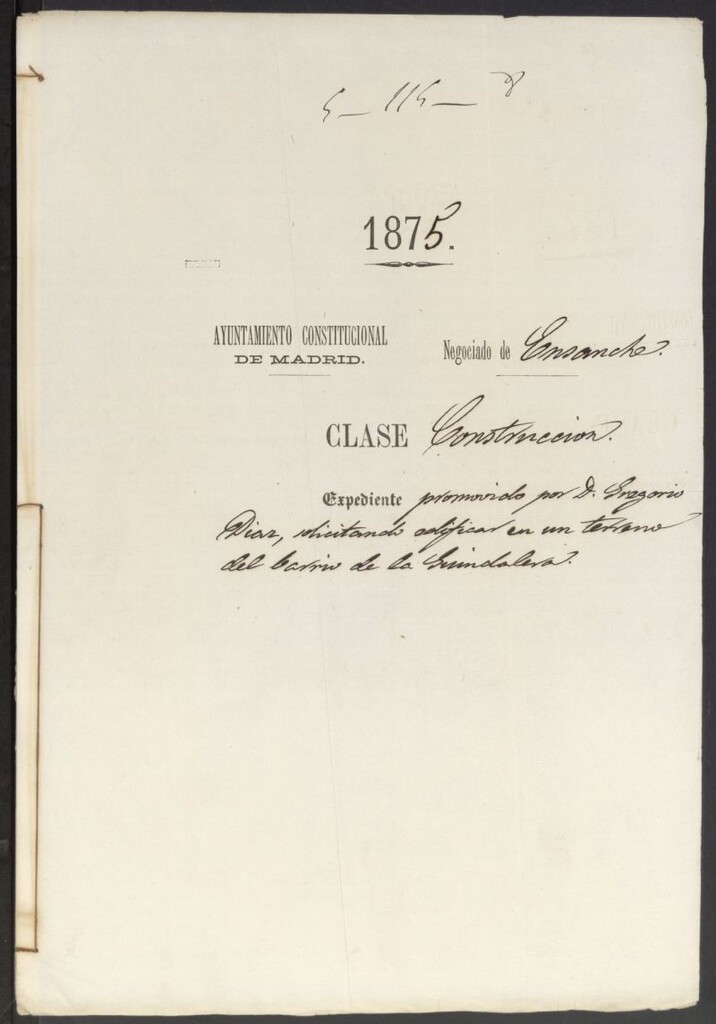 5-115-8
1875.
AYUNTAMIENTO CONSTITUCIONAL
DE MADRID.
Negociado de Ensanche.
CLASE Construccion.
Expediente promovido por D. Gregorio
Diaz, solicitando edificar en un terreno
del barrio de la Guindalera.